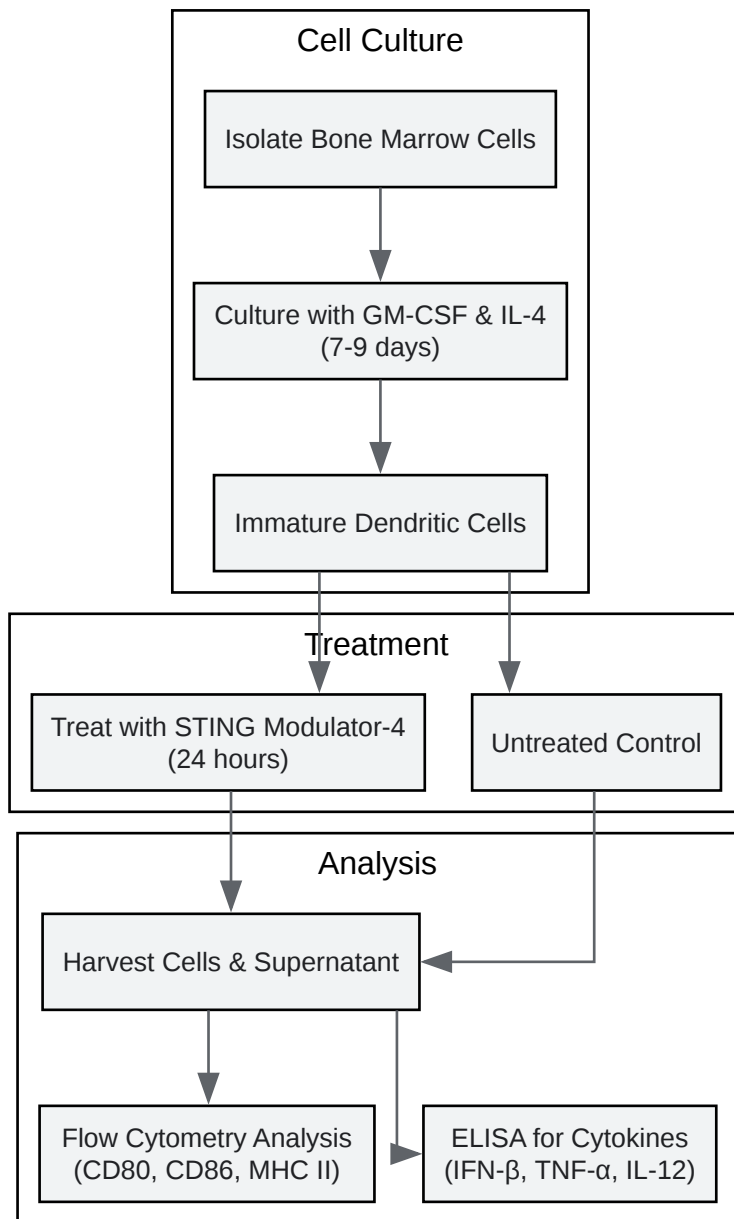 Cell Culture
Isolate Bone Marrow Cells
Culture with GM-CSF & IL-4
(7-9 days)
Immature Dendritic Cells
Treatment
Treat with STING Modulator-4
(24 hours)
Untreated Control
Analysis
Harvest Cells & Supernatant
Flow Cytometry Analysis
(CD80, CD86, MHC II)
ELISA for Cytokines
(IFN-β, TNF-α, IL-12)